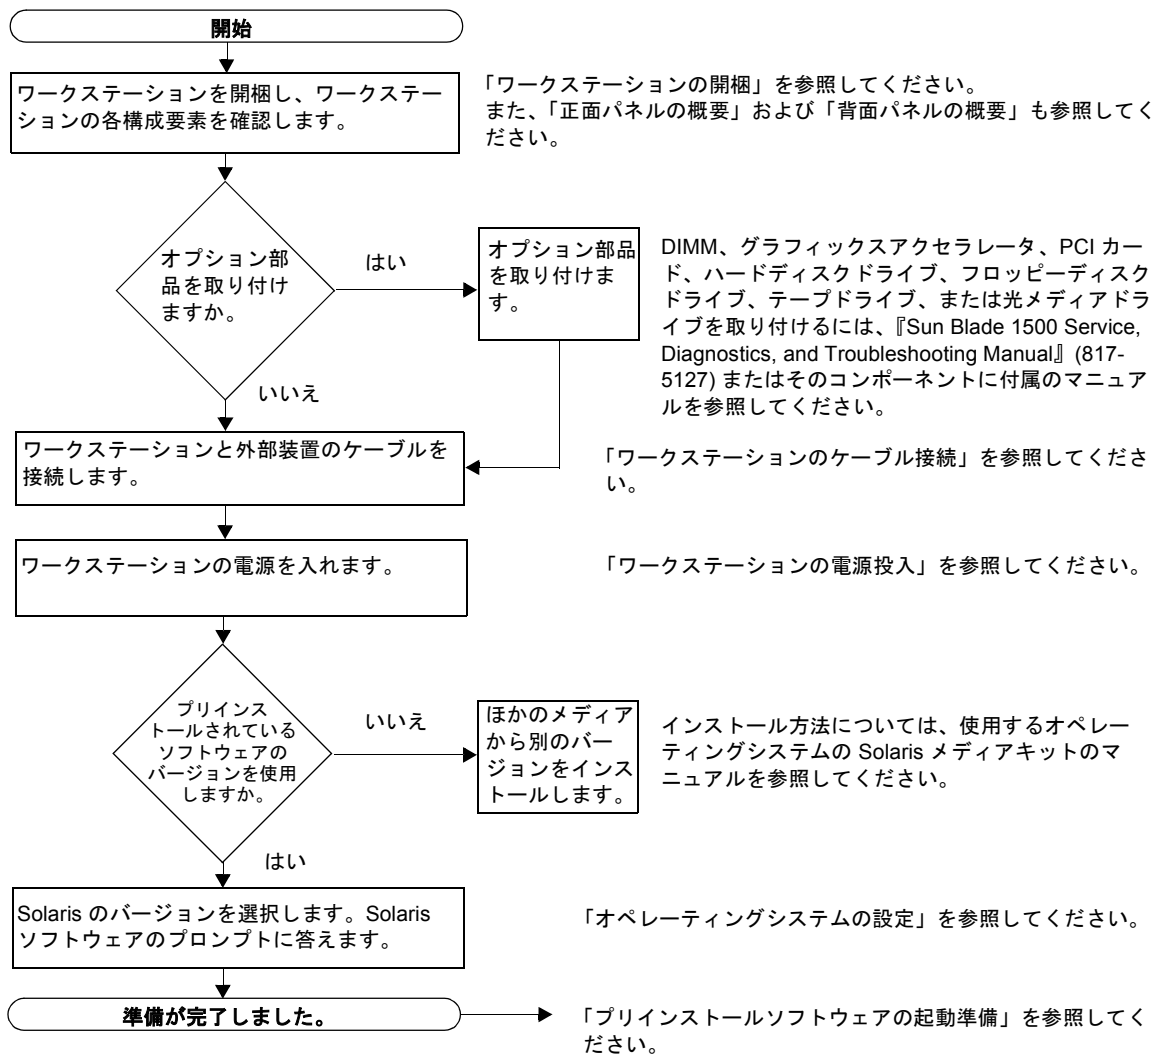 開始
ワークステーションを開梱し、ワークステー
ションの各構成要素を確認します。
「ワークステーションの開梱」を参照してください。
また、「正面パネルの概要」および「背面パネルの概要」も参照してく
ださい。
オプション部
品を取り付け
ますか。
はい
いいえ
オプション部品
を取り付けま
す。
DIMM、グラフィックスアクセラレータ、PCI カー
ド、ハードディスクドライブ、フロッピーディスク
ドライブ、テープドライブ、または光メディアドラ
イブを取り付けるには、『Sun Blade 1500 Service,
Diagnostics, and Troubleshooting Manual』(817-
5127) またはそのコンポーネントに付属のマニュア
ルを参照してください。
ワークステーションと外部装置のケーブルを
接続します。
「ワークステーションのケーブル接続」を参照してくださ
い。
ワークステーションの電源を入れます。
「ワークステーションの電源投入」を参照してください。
プリインス
トールされている
ソフトウェアの
バージョンを使用
しますか。
いいえ
はい
ほかのメディア
から別のバー
ジョンをインス
トールします。
インストール方法については、使用するオペレー
ティングシステムの Solaris メディアキットのマ
ニュアルを参照してください。
Solaris のバージョンを選択します。Solaris
ソフトウェアのプロンプトに答えます。
「オペレーティングシステムの設定」を参照してください。
準備が完了しました。
「プリインストールソフトウェアの起動準備」を参照してく
ださい。